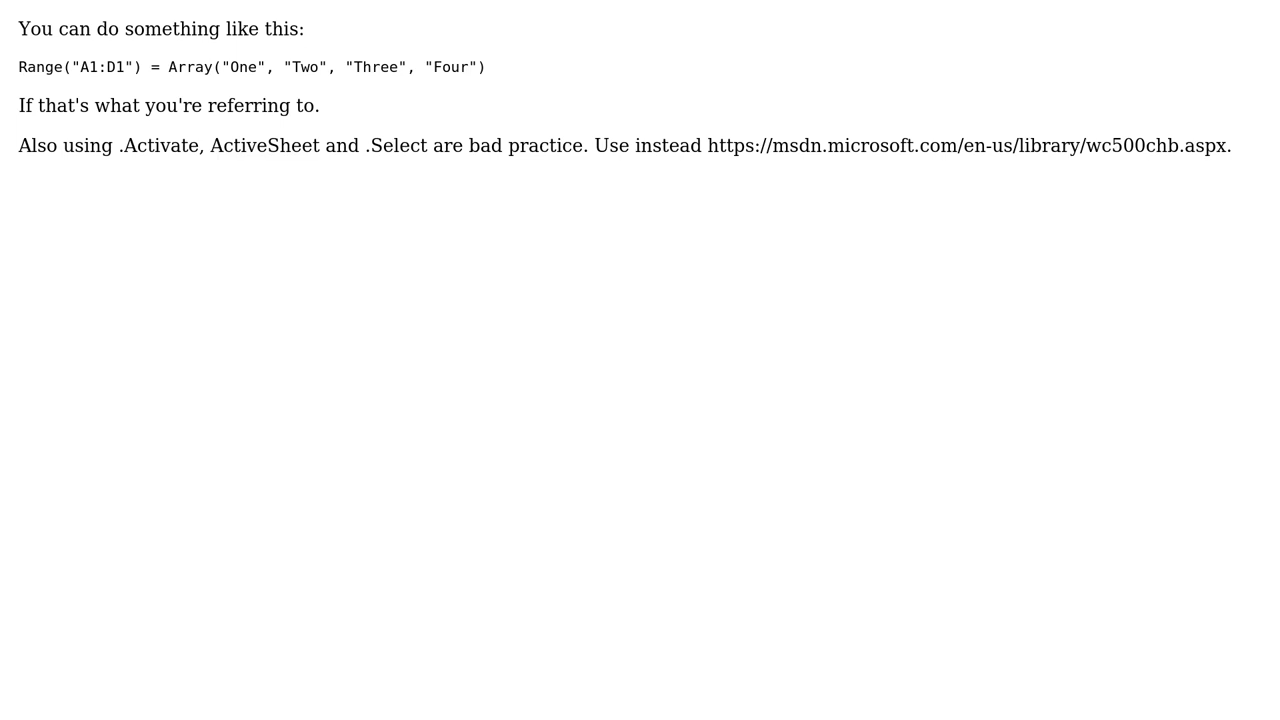 You can do something like this:
Range("A1:D1") = Array("One", "Two", "Three", "Four")
If that's what you're referring to.
Also using .Activate, ActiveSheet and .Select are bad practice. Use instead https://msdn.microsoft.com/en-us/library/wc500chb.aspx.